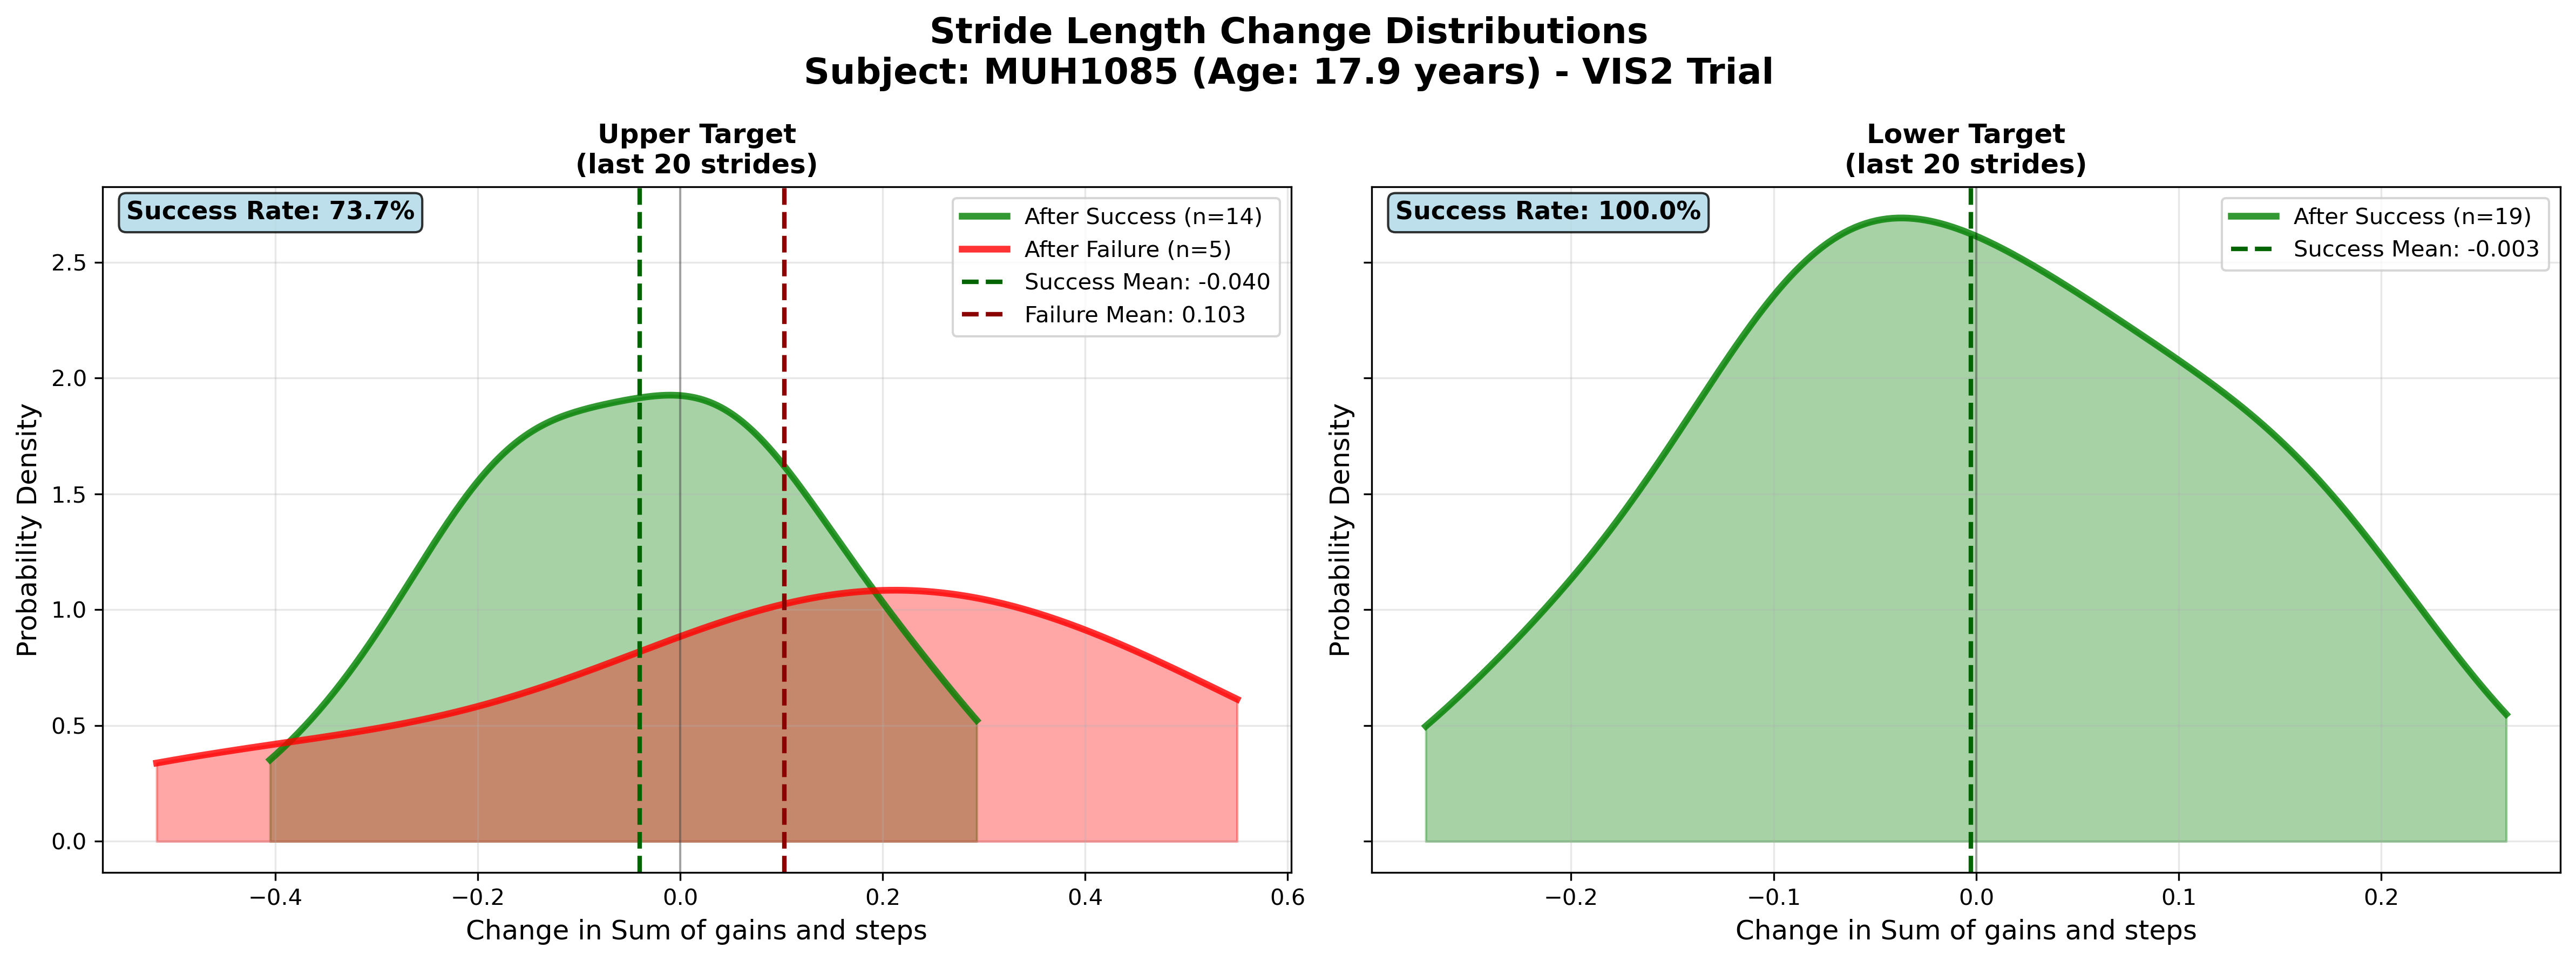 Stride Length Change Distributions
Subject: MUH1085 (Age: 17.9 years) - VIS2 Trial
Upper Target
(last 20 strides)
Success Rate: 73.7%
After Success (n=14)
After Failure (n=5)
Success Mean: -0.040
Failure Mean: 0.103
Probability Density
2.5
2.0
1.5
1.0
0.5
0.0
−0.4 −0.2 0.0 0.2 0.4 0.6
Change in Sum of gains and steps
Lower Target
(last 20 strides)
Success Rate: 100.0%
After Success (n=19)
Success Mean: -0.003
Probability Density
−0.2 −0.1 0.0 0.1 0.2
Change in Sum of gains and steps